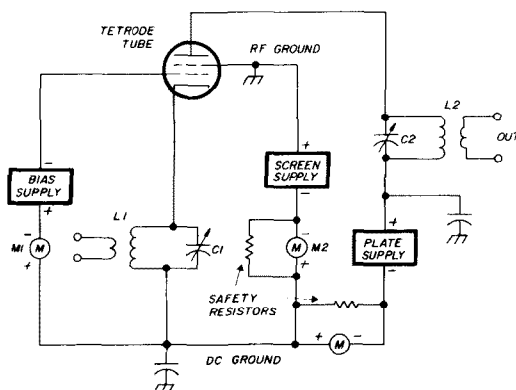 TETRODE
TUBE
RF GROUND
L2
C2
OUT
+
-
BIAS
SUPPLY
+
SCREEN
SUPPLY
-
+
-
M1
M
+
L1
C1
-
M
M2
+
+
PLATE
SUPPLY
-
SAFETY
RESISTORS
DC GROUND
+
M
-